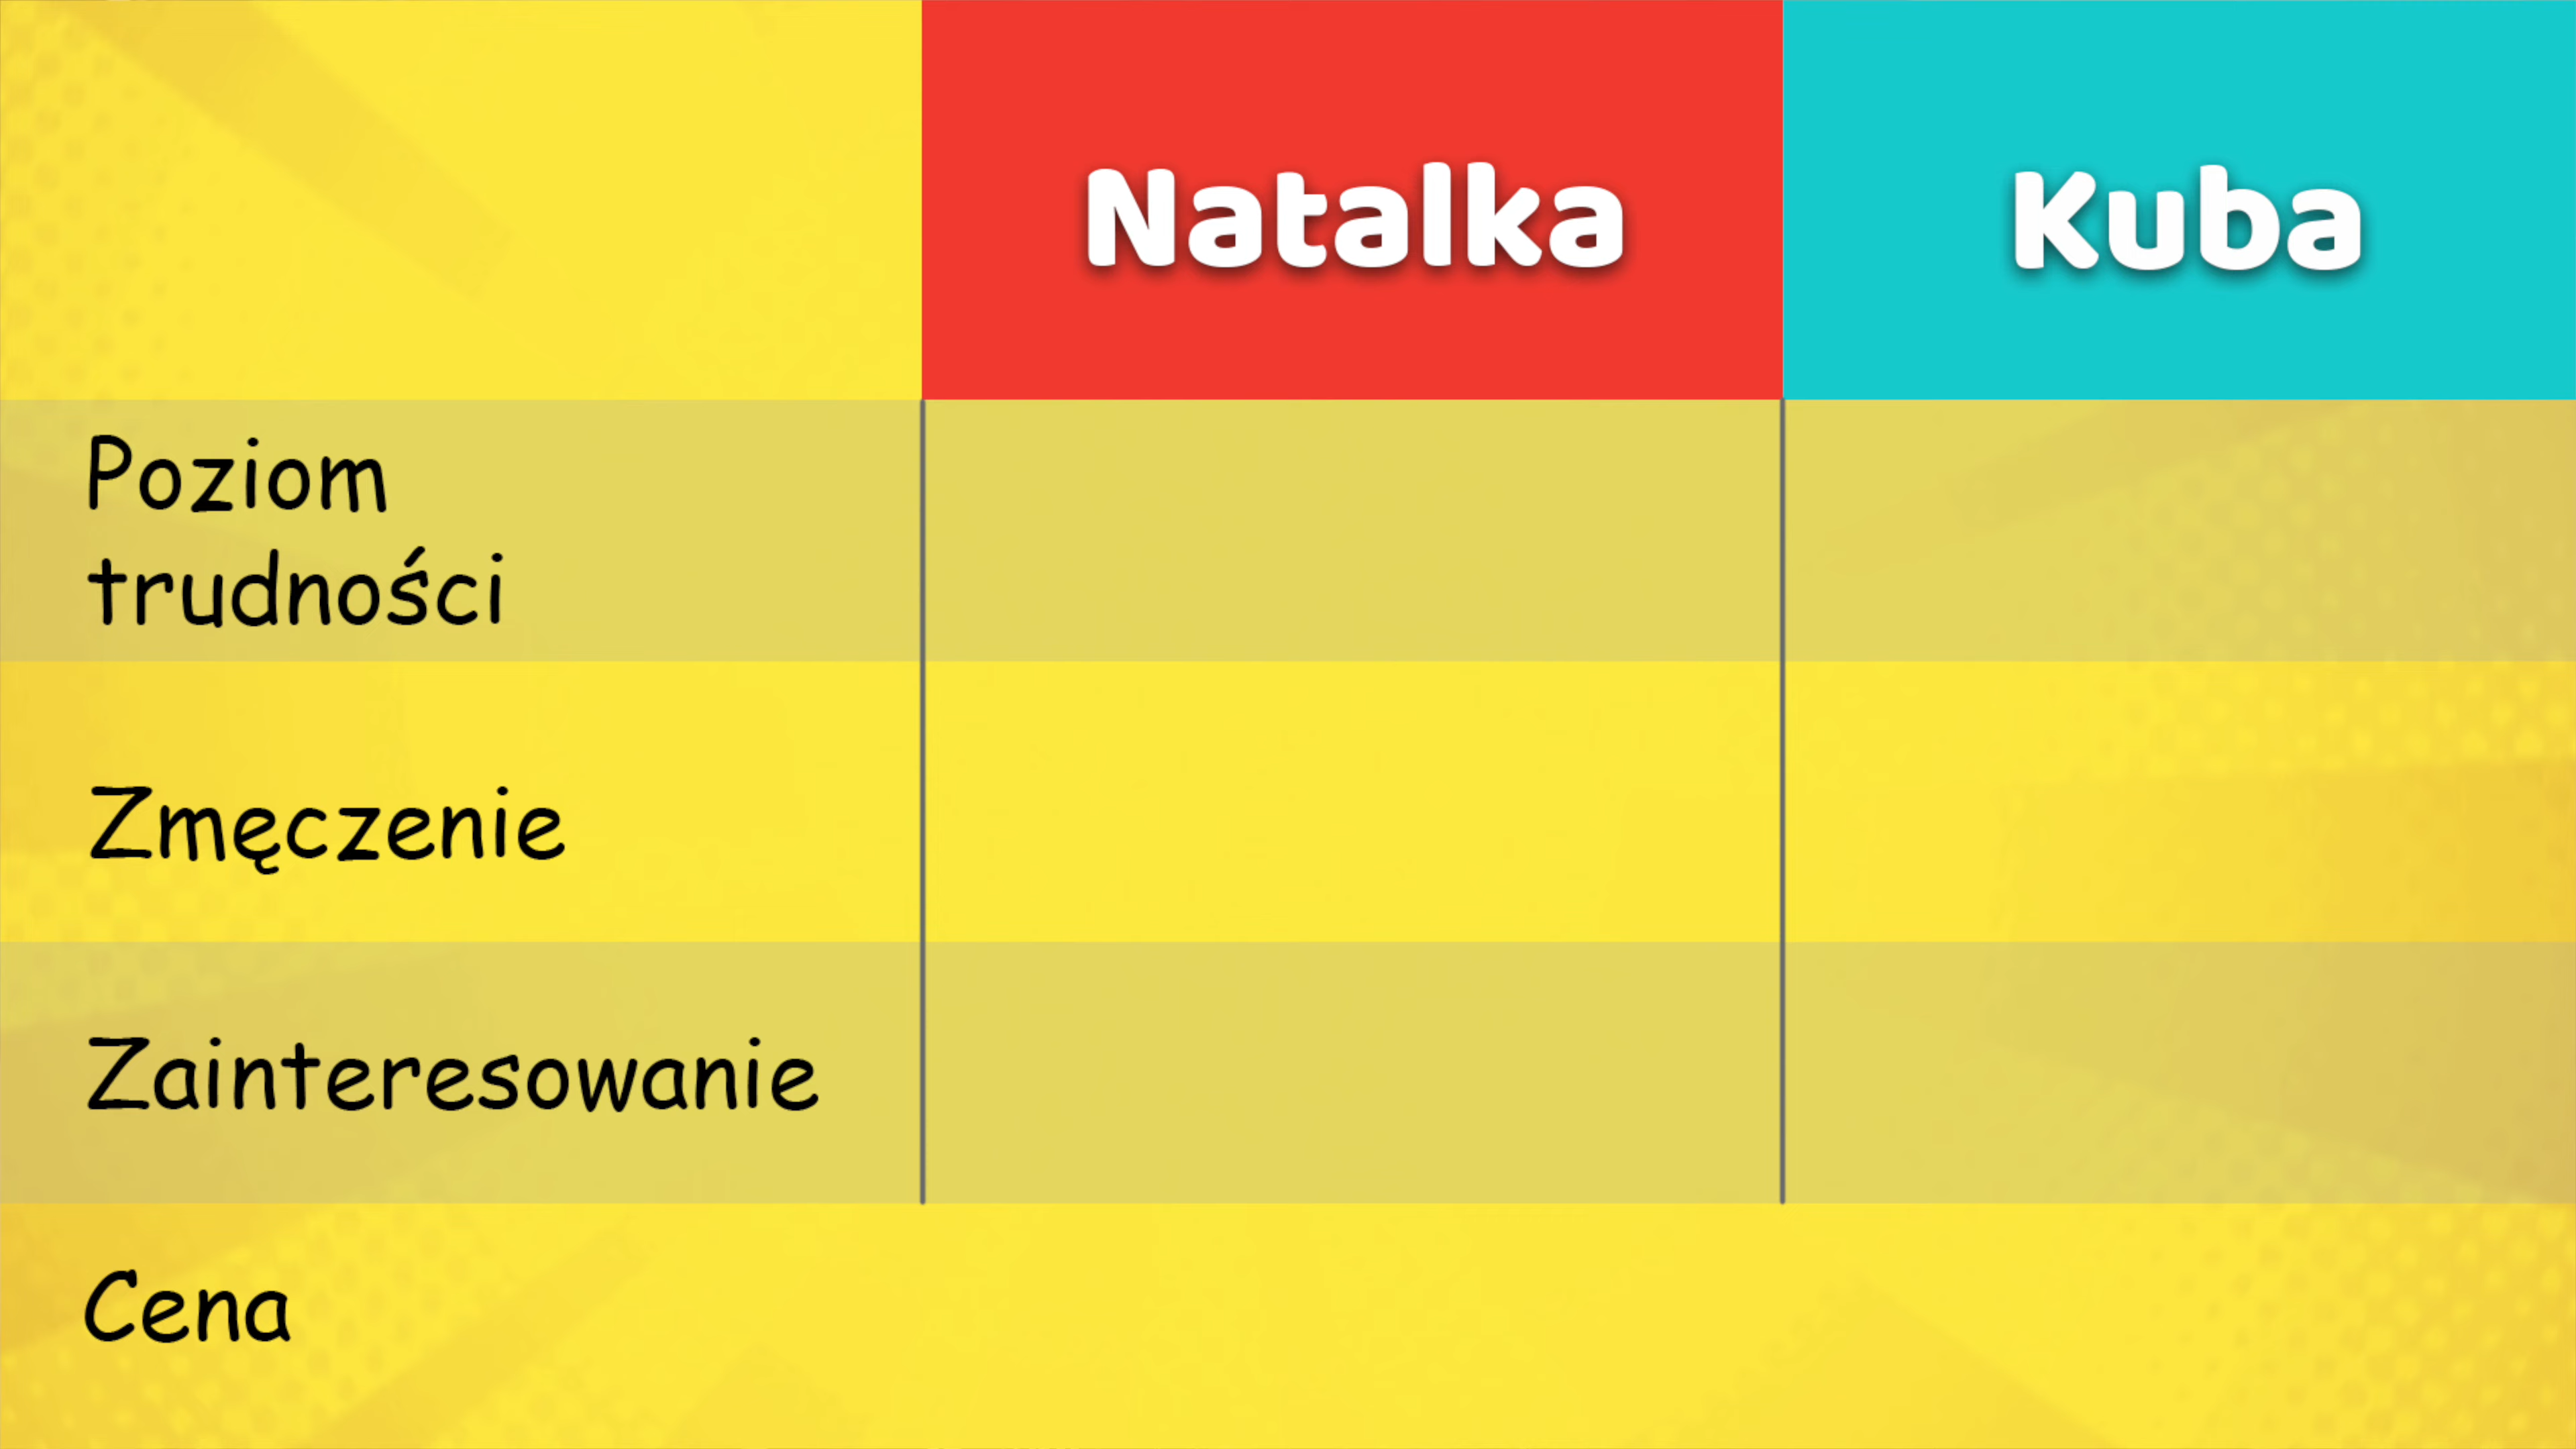 Natalka Kuba
Poziom
trudności
Zmęczenie
Zainteresowanie
Cena